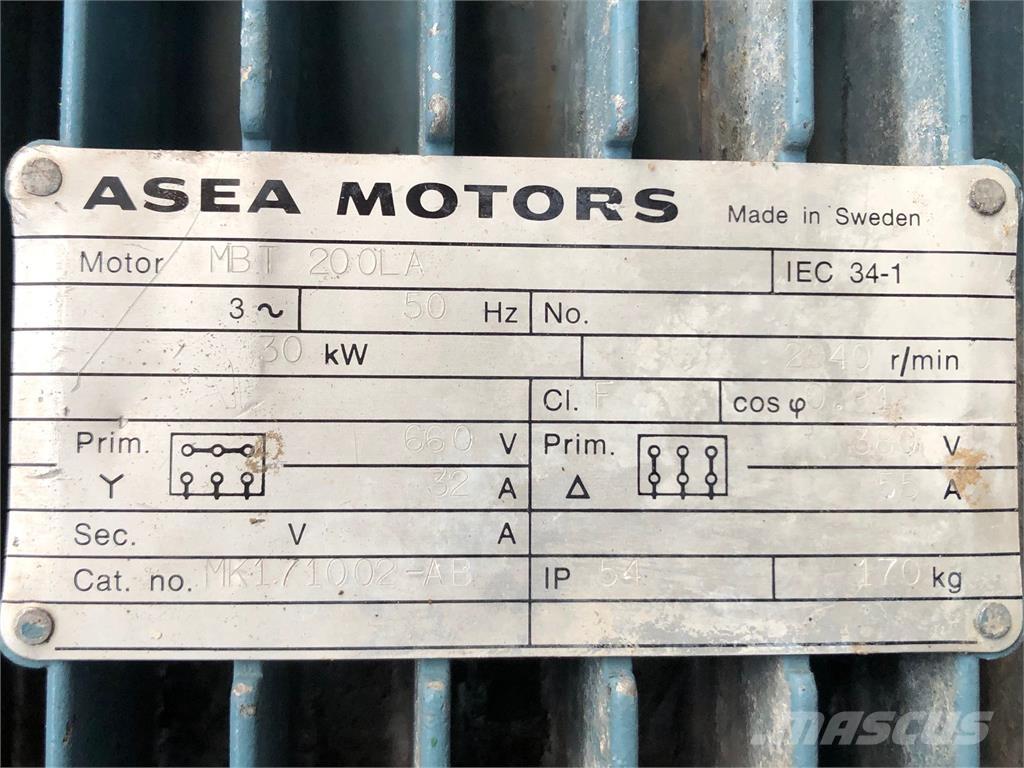 ASEA MOTORS Made in Sweden
Motor MBT 200LA IEC 34-1
3 ~ 50 Hz No.
30 kW r/min
Cl. F cos φ
Prim. 660 V Prim. 380 V
Y 32 A Δ 55 A
Sec. V A
Cat. no. MK171002-AB IP 54 170 kg
MASCUS